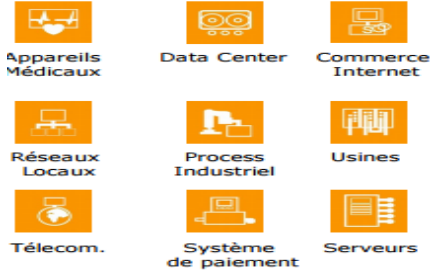 Appareils Médicaux
Data Center
Commerce Internet
Réseaux Locaux
Process Industriel
Usines
Télecom.
Système de paiement
Serveurs